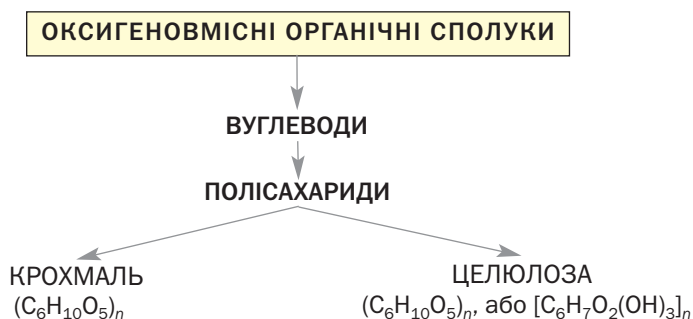 ОКСИГЕНОВМІСНІ ОРГАНІЧНІ СПОЛУКИ
ВУГЛЕВОДИ
ПОЛІСАХАРИДИ
КРОХМАЛЬ
(C₆H₁₀O₅)ₙ
ЦЕЛЮЛОЗА
(C₆H₁₀O₅)ₙ, або [C₆H₇O₂(OH)₃]ₙ